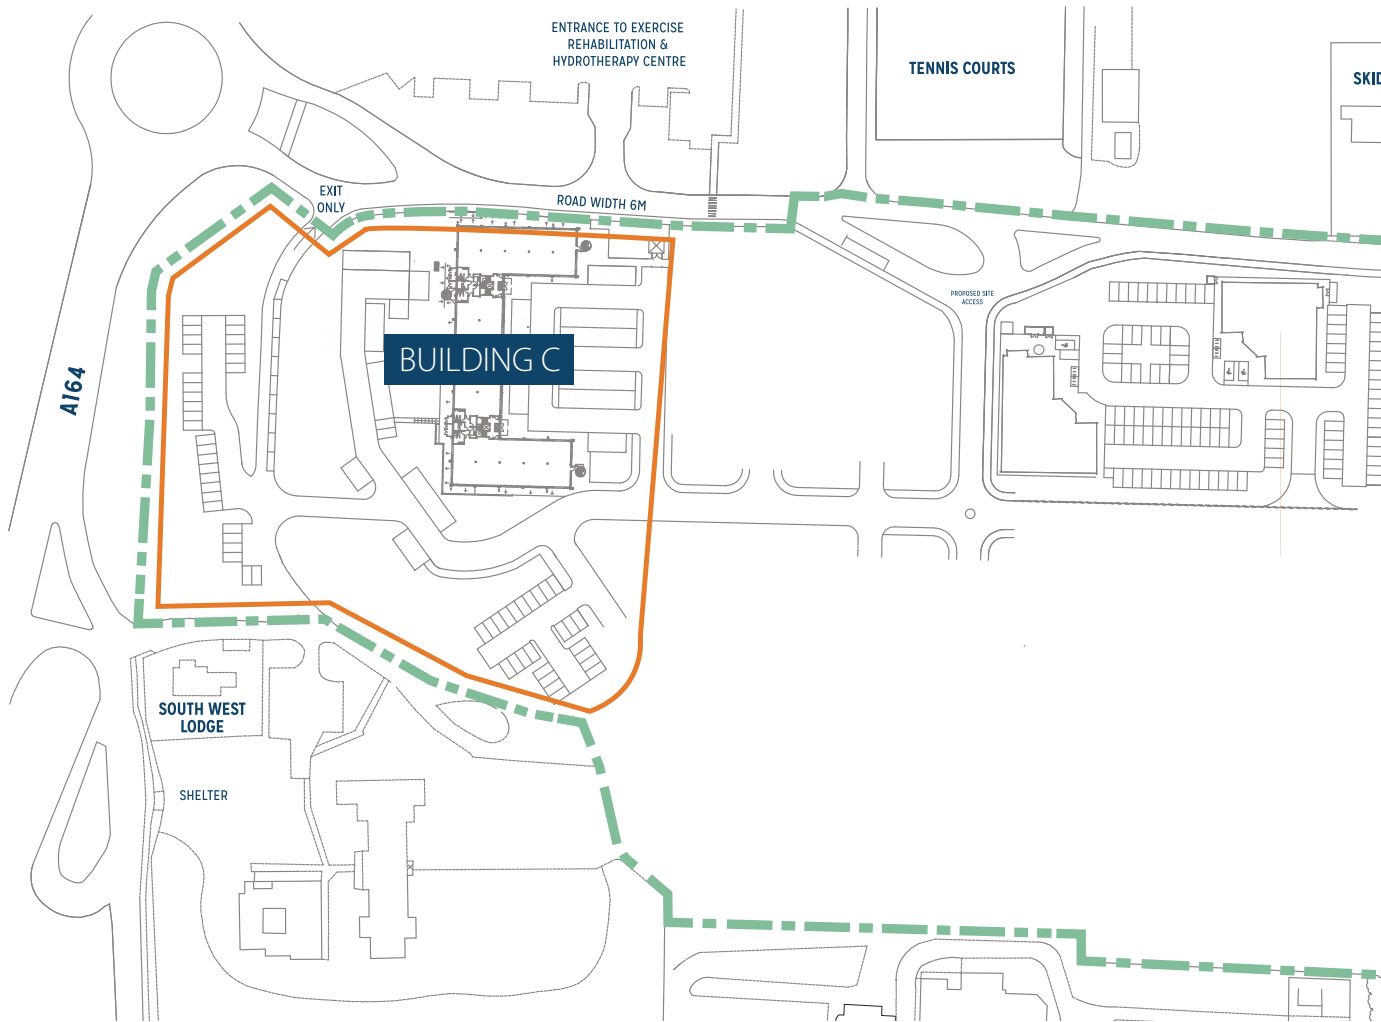 ENTRANCE TO EXERCISE
REHABILITATION &
HYDROTHERAPY CENTRE
TENNIS COURTS
SKID
EXIT
ONLY
ROAD WIDTH 6M
PROPOSED SITE
ACCESS
BUILDING C
A164
SOUTH WEST
LODGE
SHELTER